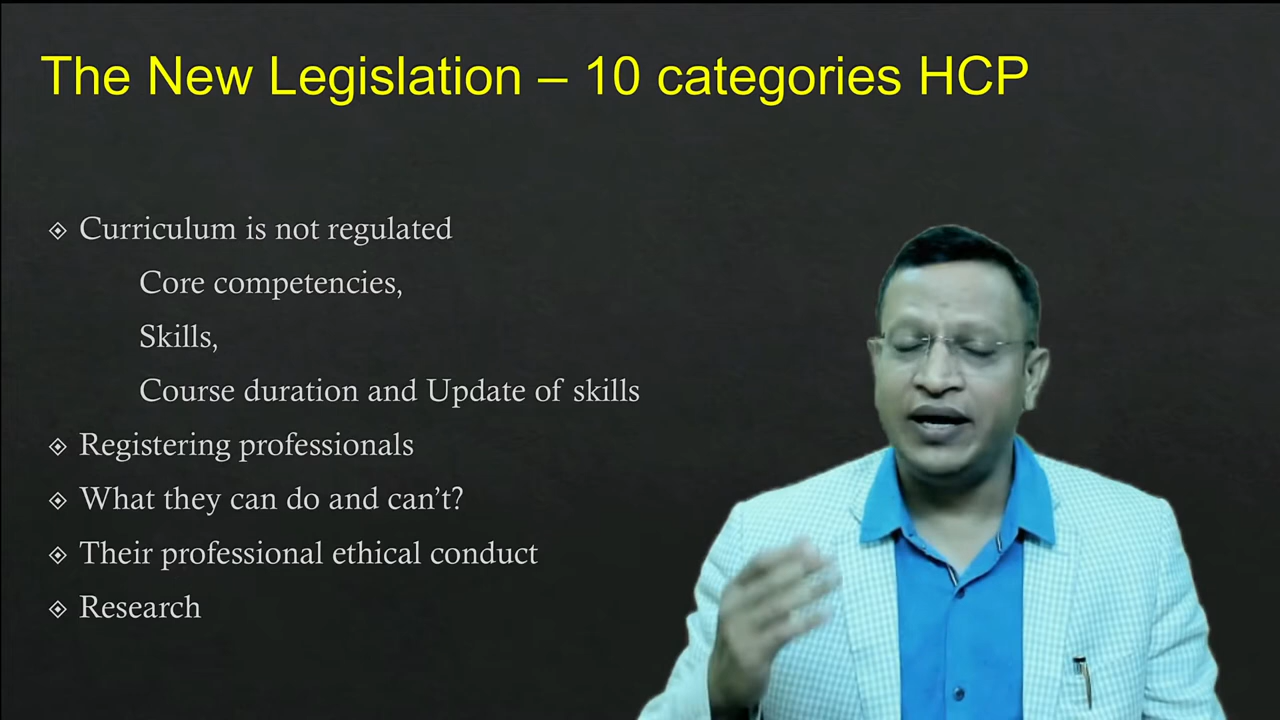 The New Legislation – 10 categories HCP
Curriculum is not regulated
Core competencies,
Skills,
Course duration and Update of skills
Registering professionals
What they can do and can't?
Their professional ethical conduct
Research